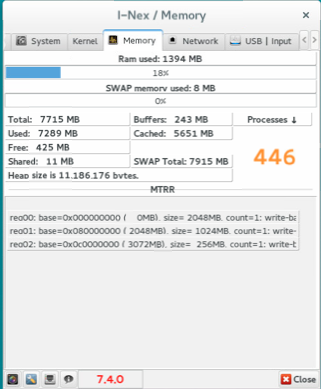 I-Nex / Memory
System Kernel Memory Network USB | Input
Ram used: 1394 MB
18%
SWAP memory used: 8 MB
0%
Total: 7715 MB Buffers: 243 MB Processes ↓
Used: 7289 MB Cached: 5651 MB
Free: 425 MB
446
Shared: 11 MB SWAP Total: 7915 MB
Heap size is 11.186.176 bytes.
MTRR
reg00: base=0x000000000 ( 0MB), size= 2048MB, count=1: write-ba
reg01: base=0x080000000 ( 2048MB), size= 1024MB, count=1: write-
reg02: base=0x0c0000000 ( 3072MB), size= 256MB, count=1: write-b
7.4.0 Close